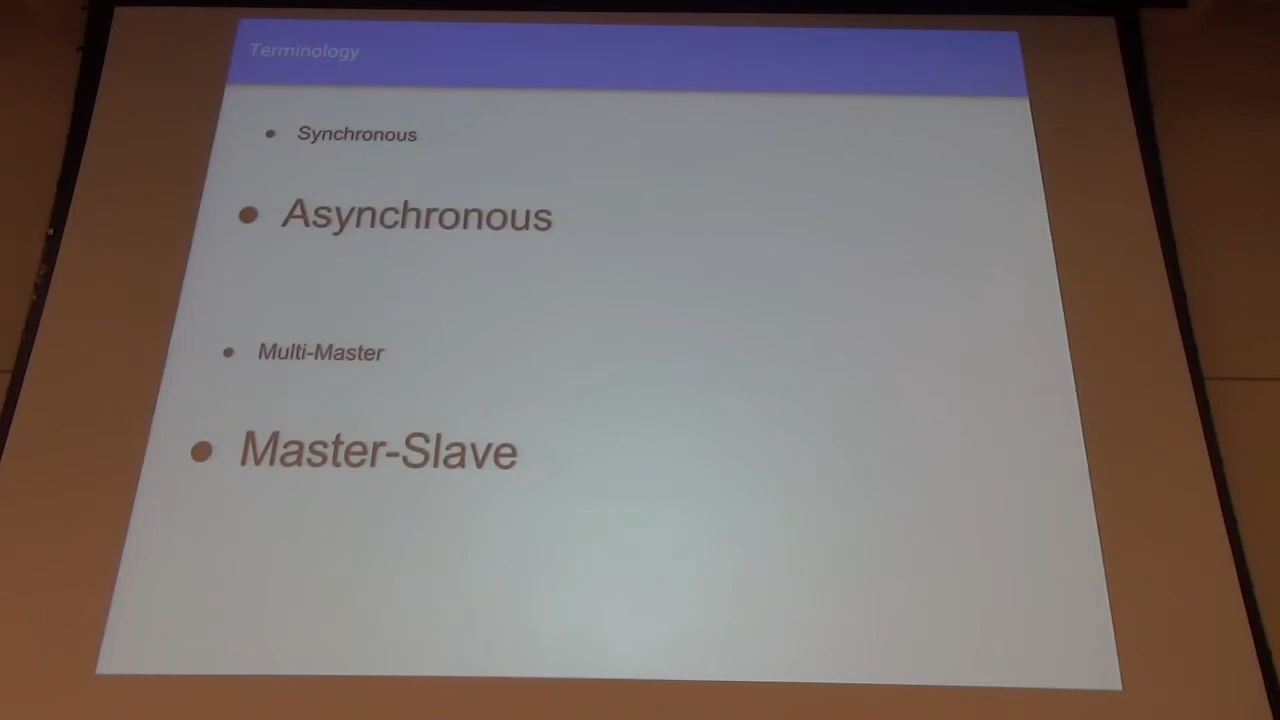 Terminology
• Synchronous
• Asynchronous
• Multi-Master
• Master-Slave